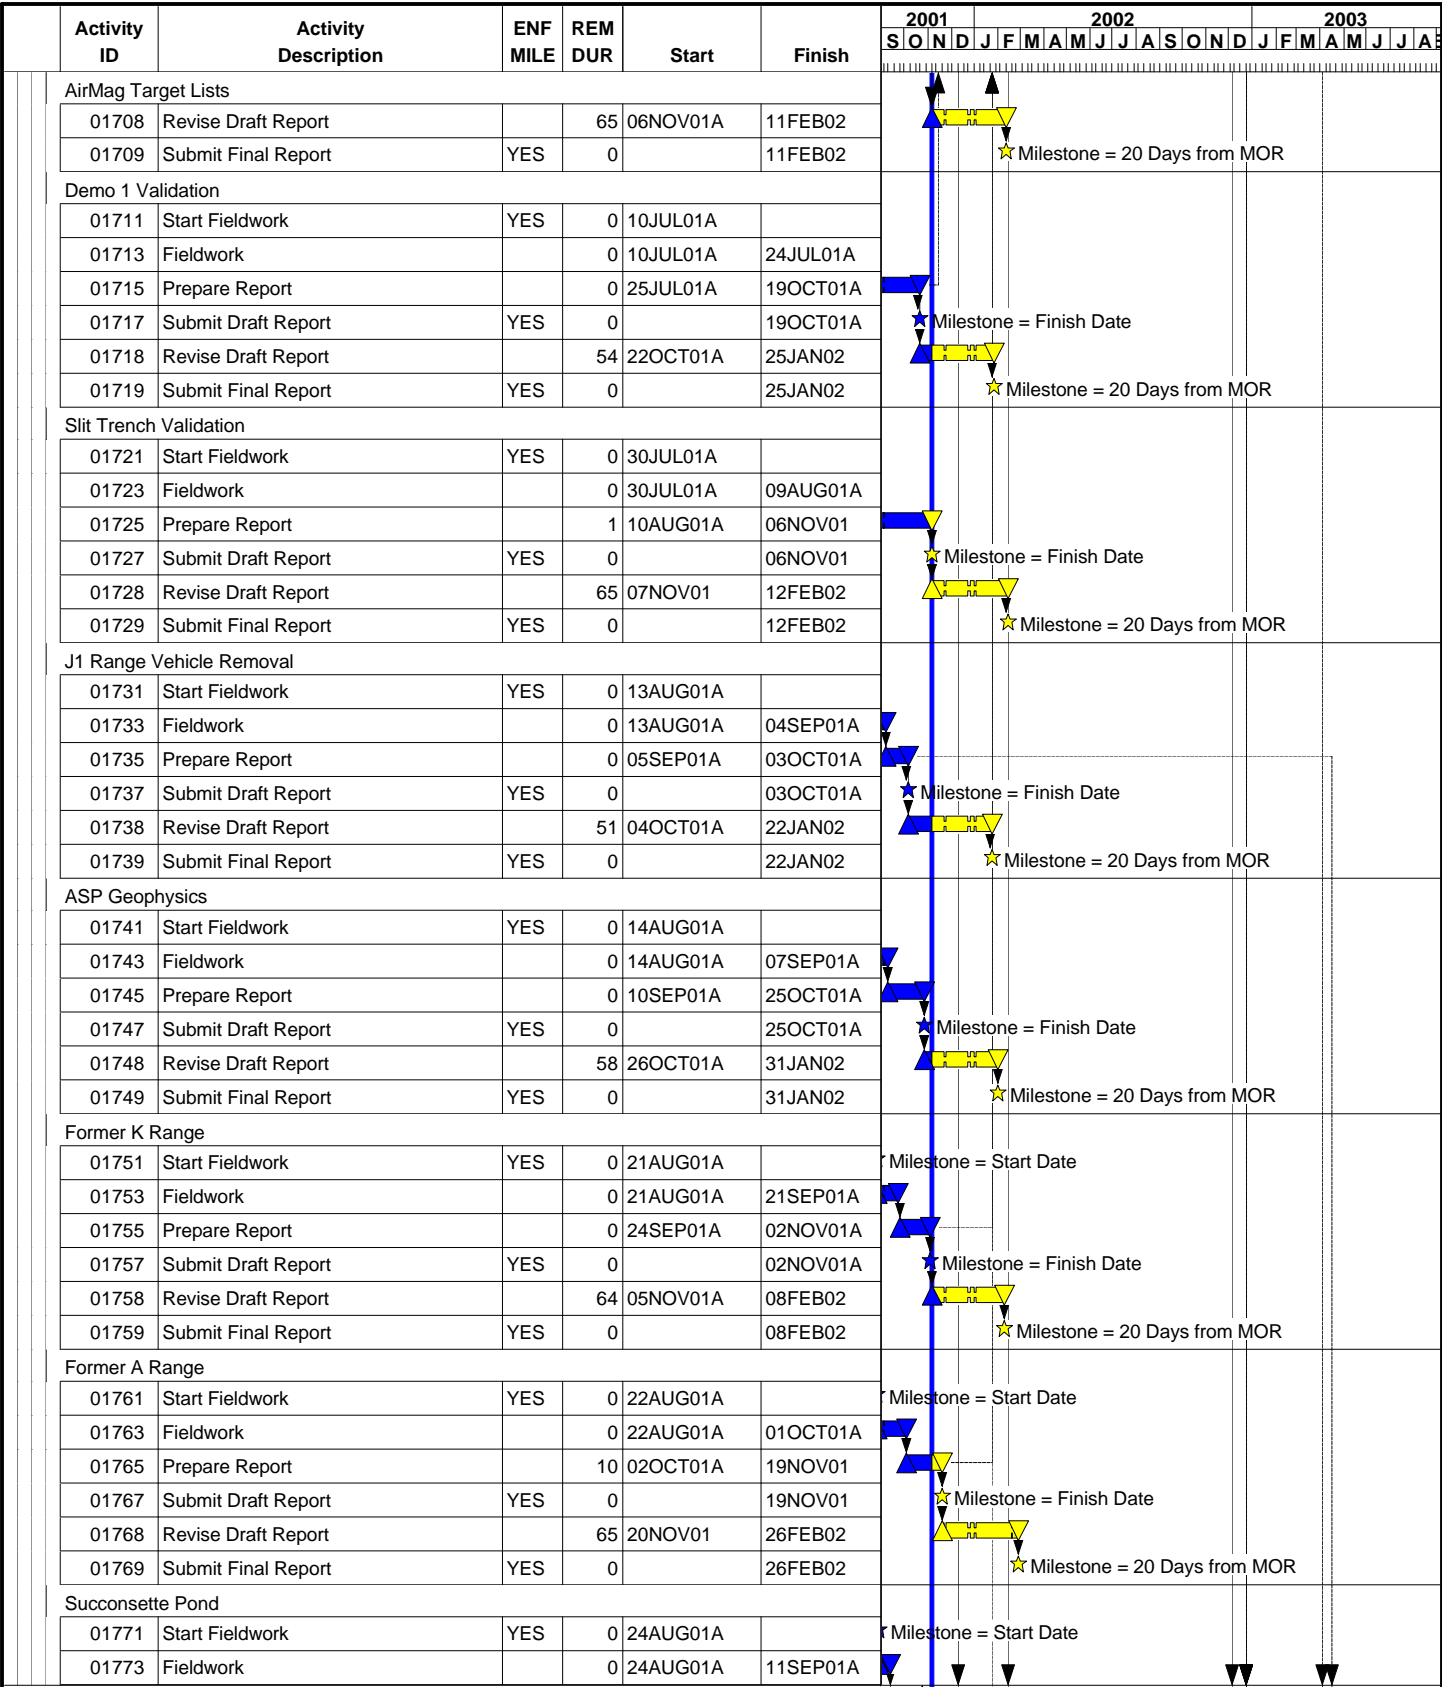 Activity ID Activity Description ENF MILE REM DUR Start Finish 2001 2002 2003
S O N D J F M A M J J A S O N D J F M A M J J A S
AirMag Target Lists
01708 Revise Draft Report 65 06NOV01A 11FEB02
01709 Submit Final Report YES 0 11FEB02 Milestone = 20 Days from MOR
Demo 1 Validation
01711 Start Fieldwork YES 0 10JUL01A
01713 Fieldwork 0 10JUL01A 24JUL01A
01715 Prepare Report 0 25JUL01A 19OCT01A
01717 Submit Draft Report YES 0 19OCT01A Milestone = Finish Date
01718 Revise Draft Report 54 22OCT01A 25JAN02
01719 Submit Final Report YES 0 25JAN02 Milestone = 20 Days from MOR
Slit Trench Validation
01721 Start Fieldwork YES 0 30JUL01A
01723 Fieldwork 0 30JUL01A 09AUG01A
01725 Prepare Report 1 10AUG01A 06NOV01
01727 Submit Draft Report YES 0 06NOV01 Milestone = Finish Date
01728 Revise Draft Report 65 07NOV01 12FEB02
01729 Submit Final Report YES 0 12FEB02 Milestone = 20 Days from MOR
J1 Range Vehicle Removal
01731 Start Fieldwork YES 0 13AUG01A
01733 Fieldwork 0 13AUG01A 04SEP01A
01735 Prepare Report 0 05SEP01A 03OCT01A
01737 Submit Draft Report YES 0 03OCT01A Milestone = Finish Date
01738 Revise Draft Report 51 04OCT01A 22JAN02
01739 Submit Final Report YES 0 22JAN02 Milestone = 20 Days from MOR
ASP Geophysics
01741 Start Fieldwork YES 0 14AUG01A
01743 Fieldwork 0 14AUG01A 07SEP01A
01745 Prepare Report 0 10SEP01A 25OCT01A
01747 Submit Draft Report YES 0 25OCT01A Milestone = Finish Date
01748 Revise Draft Report 58 26OCT01A 31JAN02
01749 Submit Final Report YES 0 31JAN02 Milestone = 20 Days from MOR
Former K Range
01751 Start Fieldwork YES 0 21AUG01A Milestone = Start Date
01753 Fieldwork 0 21AUG01A 21SEP01A
01755 Prepare Report 0 24SEP01A 02NOV01A
01757 Submit Draft Report YES 0 02NOV01A Milestone = Finish Date
01758 Revise Draft Report 64 05NOV01A 08FEB02
01759 Submit Final Report YES 0 08FEB02 Milestone = 20 Days from MOR
Former A Range
01761 Start Fieldwork YES 0 22AUG01A Milestone = Start Date
01763 Fieldwork 0 22AUG01A 01OCT01A
01765 Prepare Report 10 02OCT01A 19NOV01
01767 Submit Draft Report YES 0 19NOV01 Milestone = Finish Date
01768 Revise Draft Report 65 20NOV01 26FEB02
01769 Submit Final Report YES 0 26FEB02 Milestone = 20 Days from MOR
Succonsette Pond
01771 Start Fieldwork YES 0 24AUG01A Milestone = Start Date
01773 Fieldwork 0 24AUG01A 11SEP01A